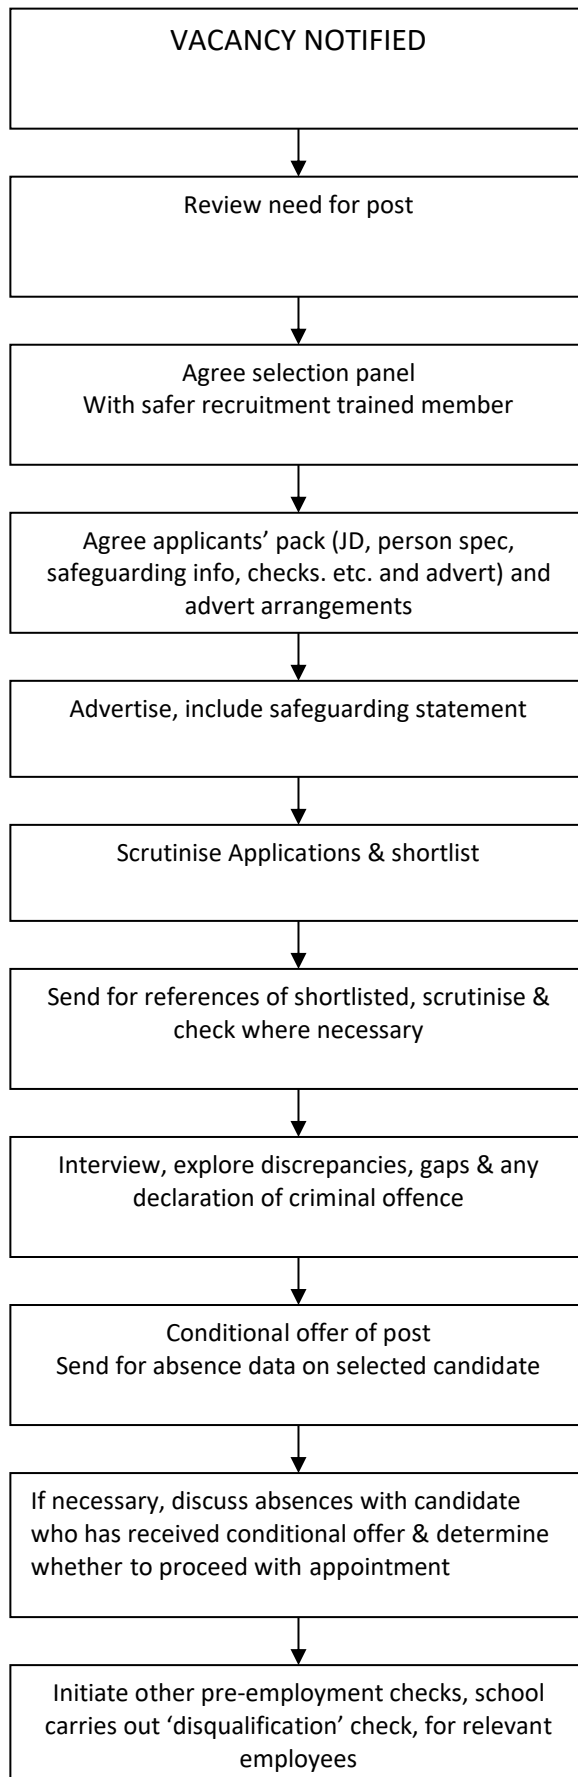 VACANCY NOTIFIED
Review need for post
Agree selection panel
With safer recruitment trained member
Agree applicants’ pack (JD, person spec,
safeguarding info, checks. etc. and advert) and
advert arrangements
Advertise, include safeguarding statement
Scrutinise Applications & shortlist
Send for references of shortlisted, scrutinise &
check where necessary
Interview, explore discrepancies, gaps & any
declaration of criminal offence
Conditional offer of post
Send for absence data on selected candidate
If necessary, discuss absences with candidate
who has received conditional offer & determine
whether to proceed with appointment
Initiate other pre-employment checks, school
carries out ‘disqualification’ check, for relevant
employees